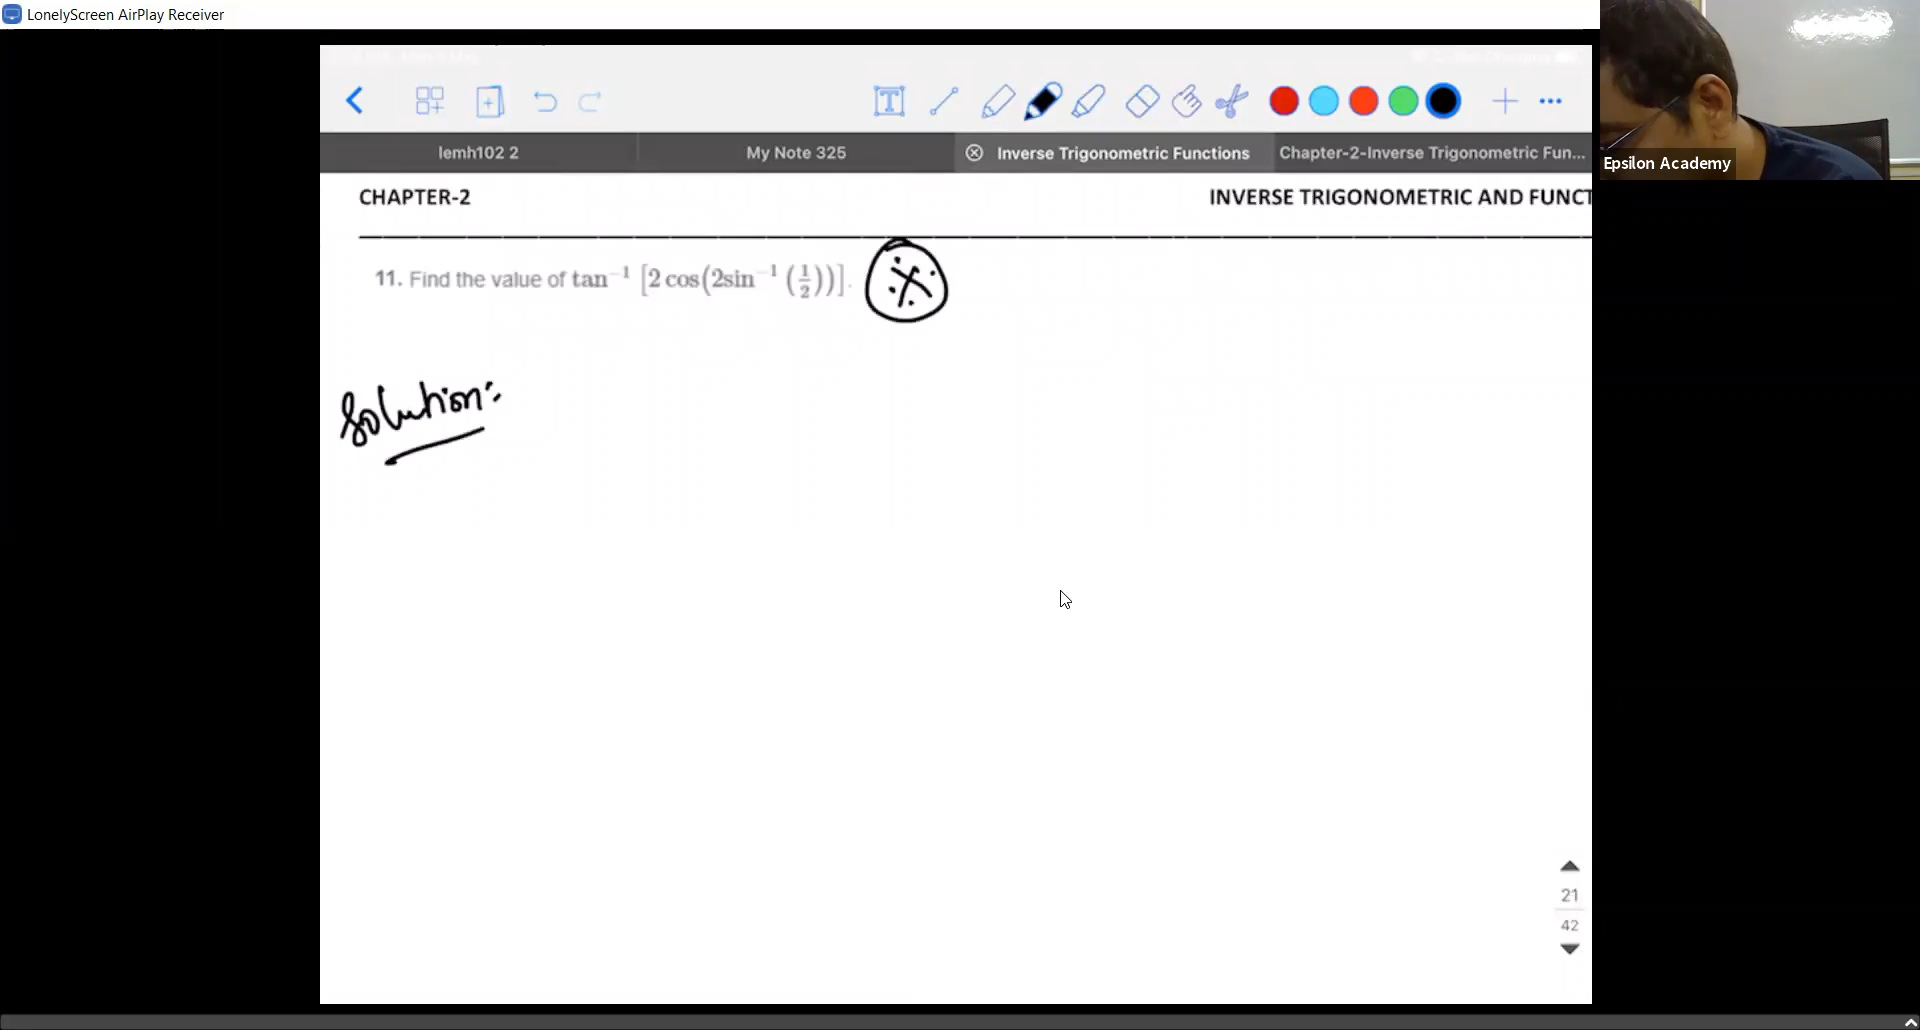 LonelyScreen AirPlay Receiver
lemh102 2
My Note 325
Inverse Trigonometric Functions
Chapter-2-Inverse Trigonometric Fun...
Epsilon Academy
CHAPTER-2
INVERSE TRIGONOMETRIC AND FUNCT
11. Find the value of tan⁻¹ [2 cos(2sin⁻¹ (1/2))].
Solution:
21
42